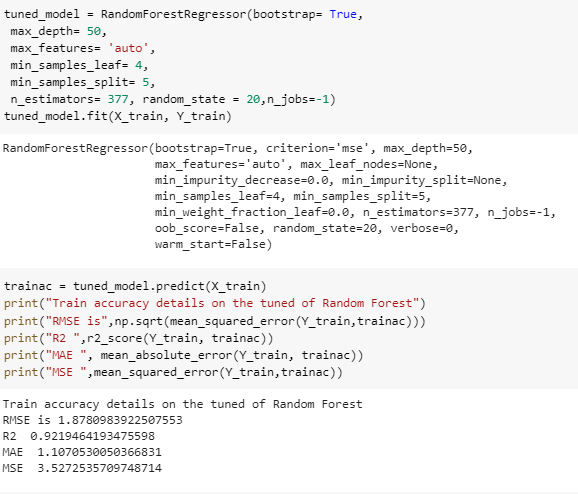 tuned_model = RandomForestRegressor(bootstrap= True,
 max_depth= 50,
 max_features= 'auto',
 min_samples_leaf= 4,
 min_samples_split= 5,
 n_estimators= 377, random_state = 20,n_jobs=-1)
tuned_model.fit(X_train, Y_train)
RandomForestRegressor(bootstrap=True, criterion='mse', max_depth=50,
                      max_features='auto', max_leaf_nodes=None,
                      min_impurity_decrease=0.0, min_impurity_split=None,
                      min_samples_leaf=4, min_samples_split=5,
                      min_weight_fraction_leaf=0.0, n_estimators=377, n_jobs=-1,
                      oob_score=False, random_state=20, verbose=0,
                      warm_start=False)
trainac = tuned_model.predict(X_train)
print("Train accuracy details on the tuned of Random Forest")
print("RMSE is",np.sqrt(mean_squared_error(Y_train,trainac)))
print("R2 ",r2_score(Y_train, trainac))
print("MAE ", mean_absolute_error(Y_train, trainac))
print("MSE ",mean_squared_error(Y_train,trainac))
Train accuracy details on the tuned of Random Forest
RMSE is 1.8780983922507553
R2  0.9219464193475598
MAE  1.1070530050366831
MSE  3.5272535709748714